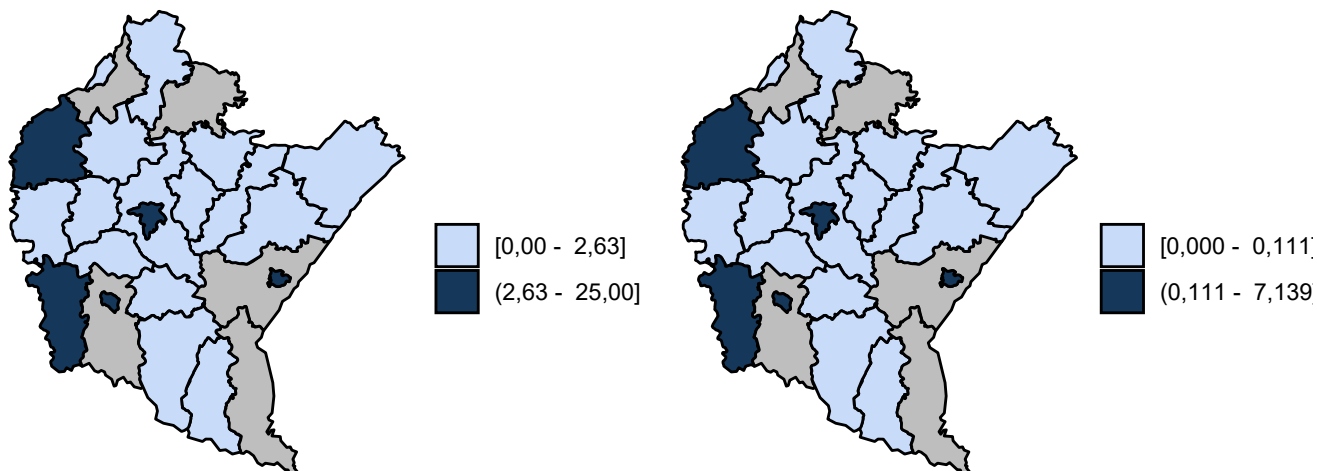 [0,00 - 2,63]
(2,63 - 25,00]
[0,000 - 0,111]
(0,111 - 7,139]